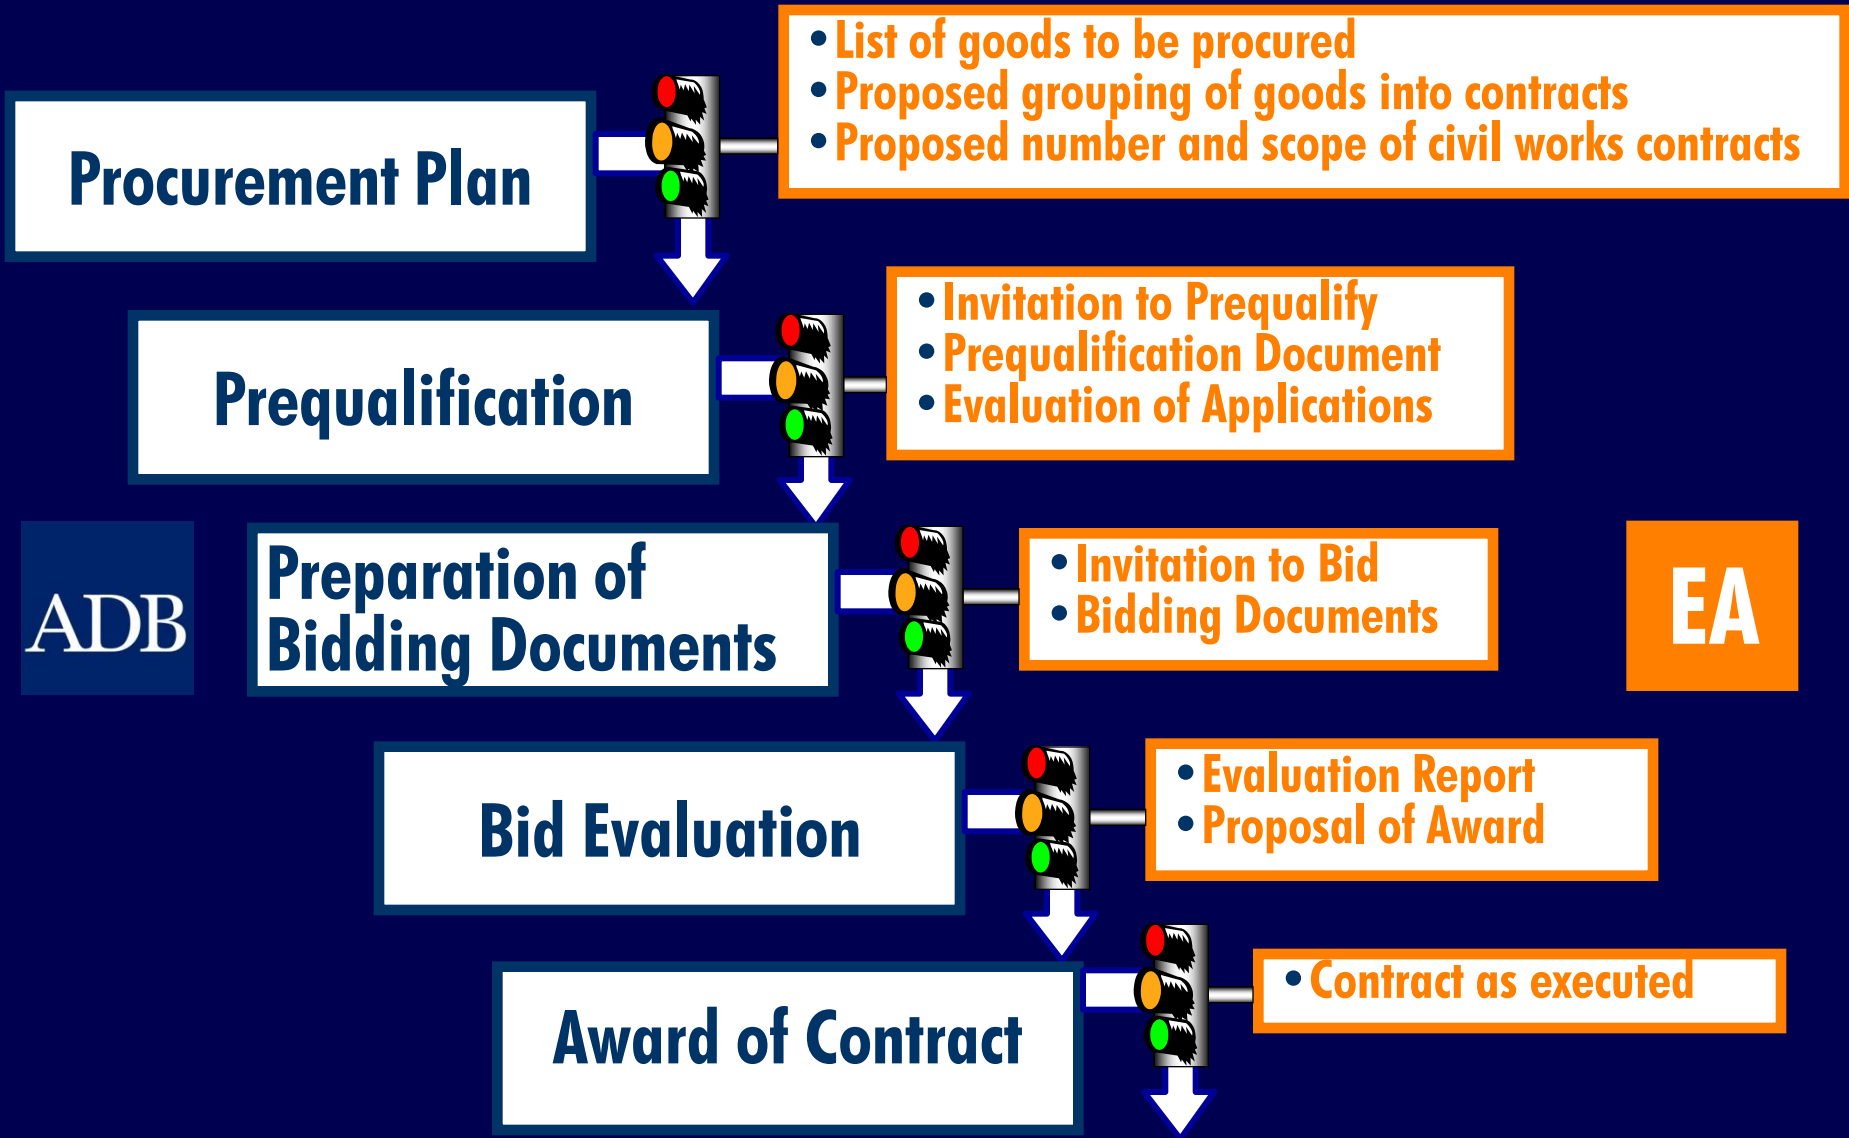 • List of goods to be procured
• Proposed grouping of goods into contracts
• Proposed number and scope of civil works contracts
Procurement Plan
• Invitation to Prequalify
• Prequalification Document
• Evaluation of Applications
Prequalification
ADB
Preparation of
Bidding Documents
• Invitation to Bid
• Bidding Documents
EA
Bid Evaluation
• Evaluation Report
• Proposal of Award
Award of Contract
• Contract as executed